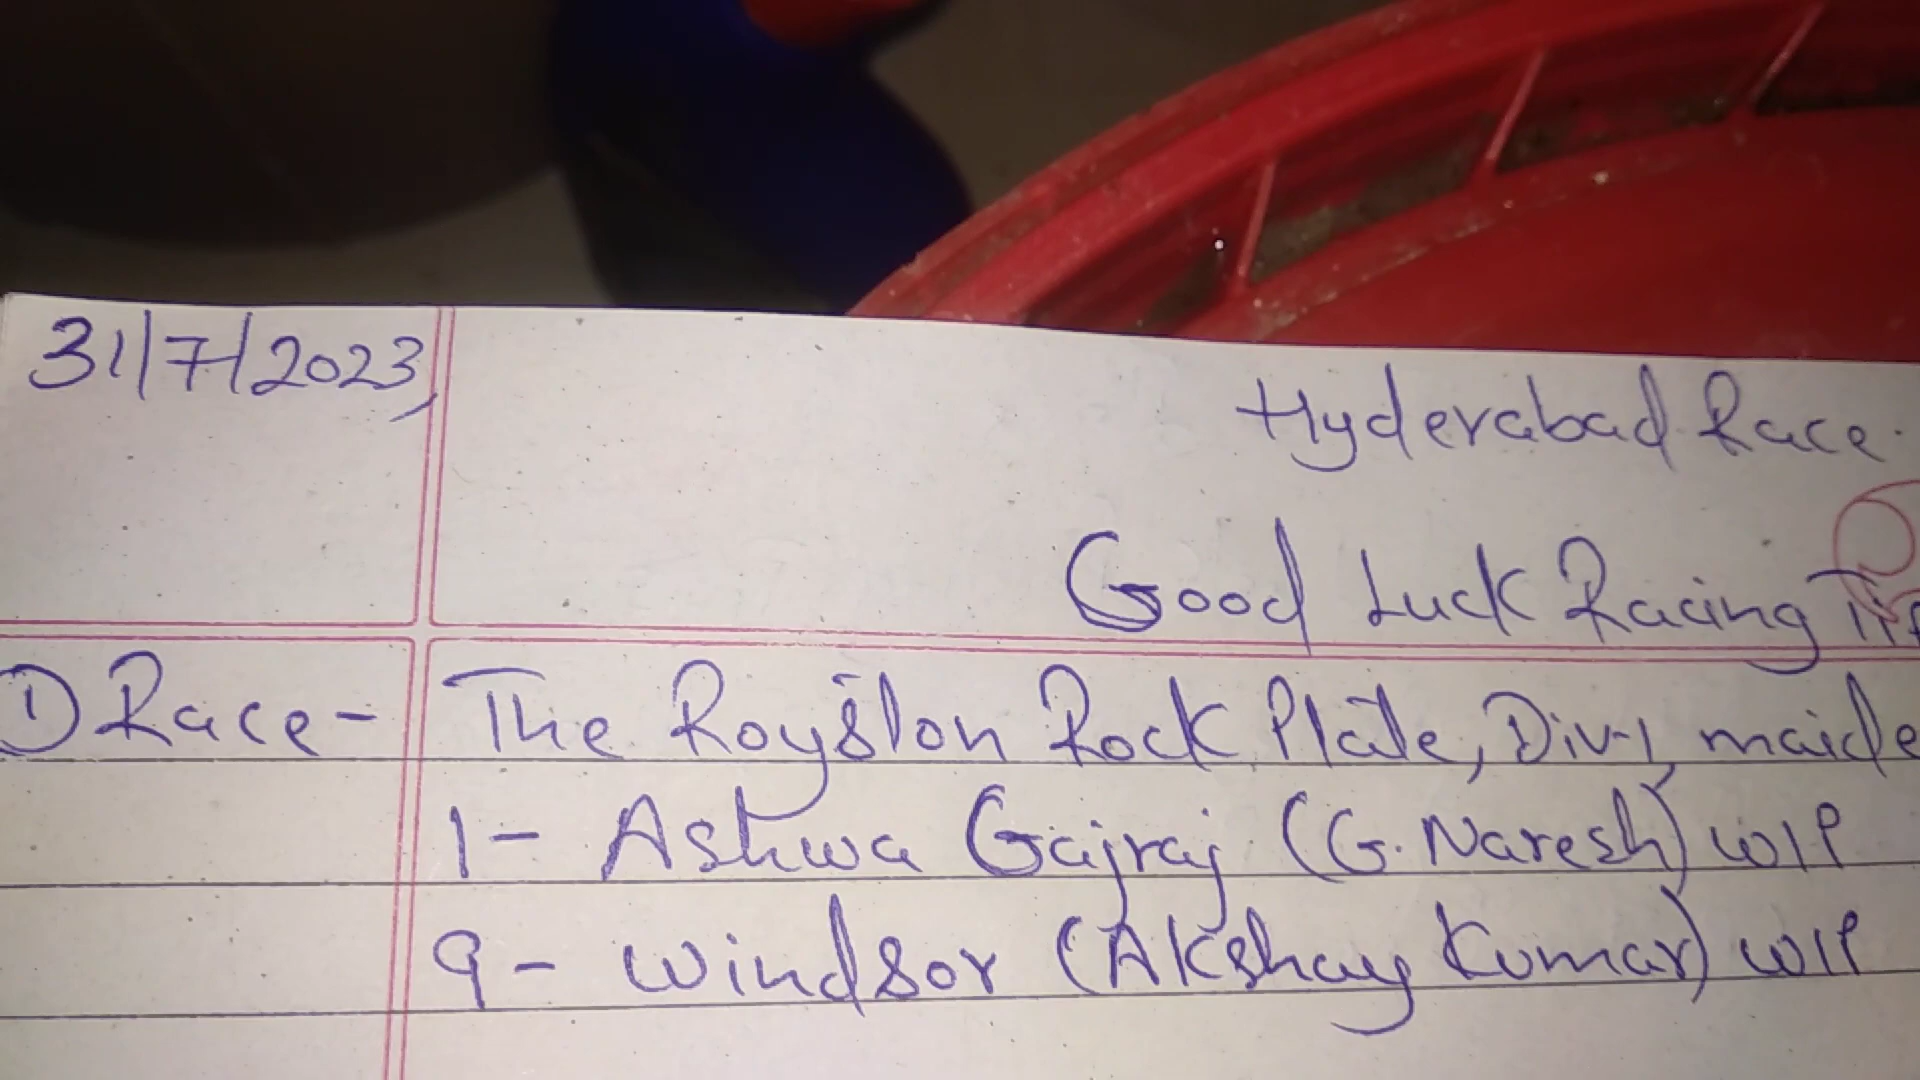 31/7/2023,
Hyderabad Race.
Good Luck Racing
1) Race- The Royston Rock Plate, Div-1, maide
1- Ashwa Gajraj (G. Naresh) W/P
9- Windsor (Akshay Kumar) W/P